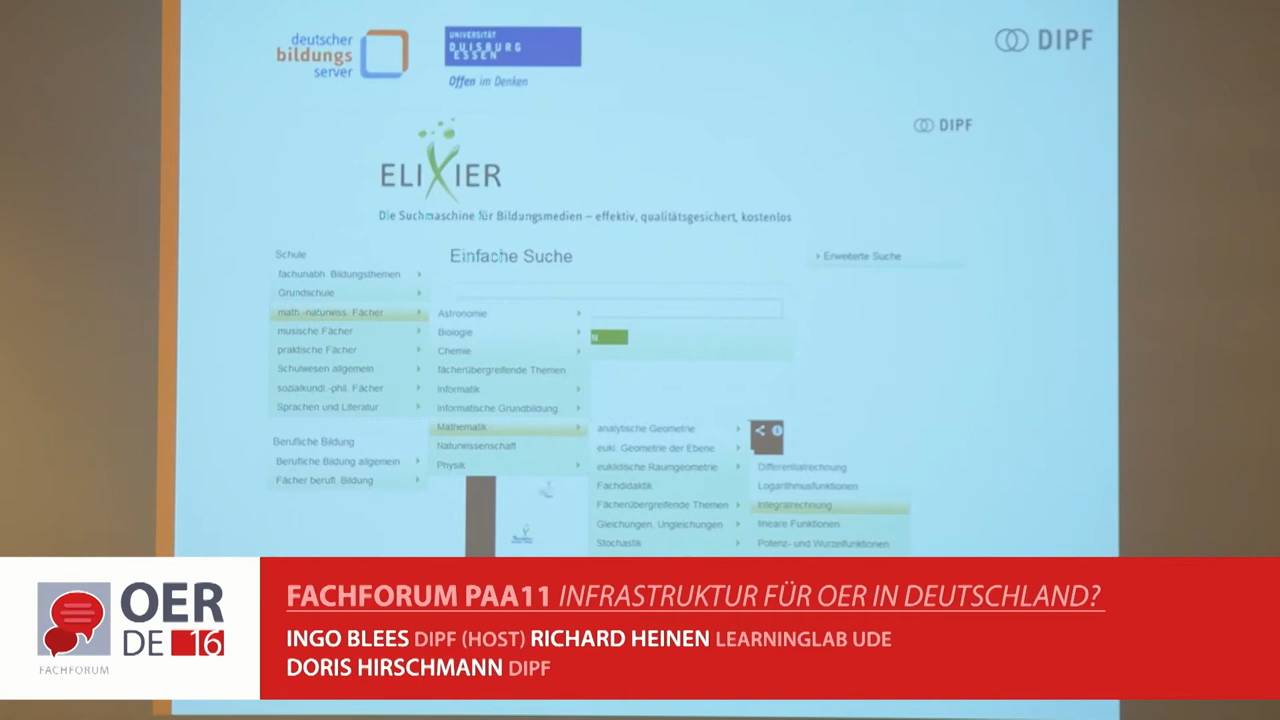 deutscher
bildungs
server
UNIVERSITÄT
DUISBURG
ESSEN
Offen im Denken
DIPF
DIPF
ELIXIER
Die Suchmaschine für Bildungsmedien – effektiv, qualitätsgesichert, kostenlos
Schule
fachunabh. Bildungsthemen
Grundschule
math.-naturwiss. Fächer
musische Fächer
praktische Fächer
Schulwesen allgemein
sozialkundl.-phil. Fächer
Sprachen und Literatur
Berufliche Bildung
Berufliche Bildung allgemein
Fächer berufl. Bildung
Einfache Suche
Erweiterte Suche
N
Astronomie
Biologie
Chemie
fächerübergreifende Themen
Informatik
Informatische Grundbildung
Mathematik
Naturwissenschaft
Physik
analytische Geometrie
eukl. Geometrie der Ebene
euklidische Raumgeometrie
Fachdidaktik
Fächerübergreifende Themen
Gleichungen, Ungleichungen
Stochastik
Differentialrechnung
Logarithmusfunktionen
Integralrechnung
lineare Funktionen
Potenz- und Wurzelfunktionen
OER
DE 16
FACHFORUM
FACHFORUM PAA11 INFRASTRUKTUR FÜR OER IN DEUTSCHLAND?
INGO BLEES DIPF (HOST) RICHARD HEINEN LEARNINGLAB UDE
DORIS HIRSCHMANN DIPF